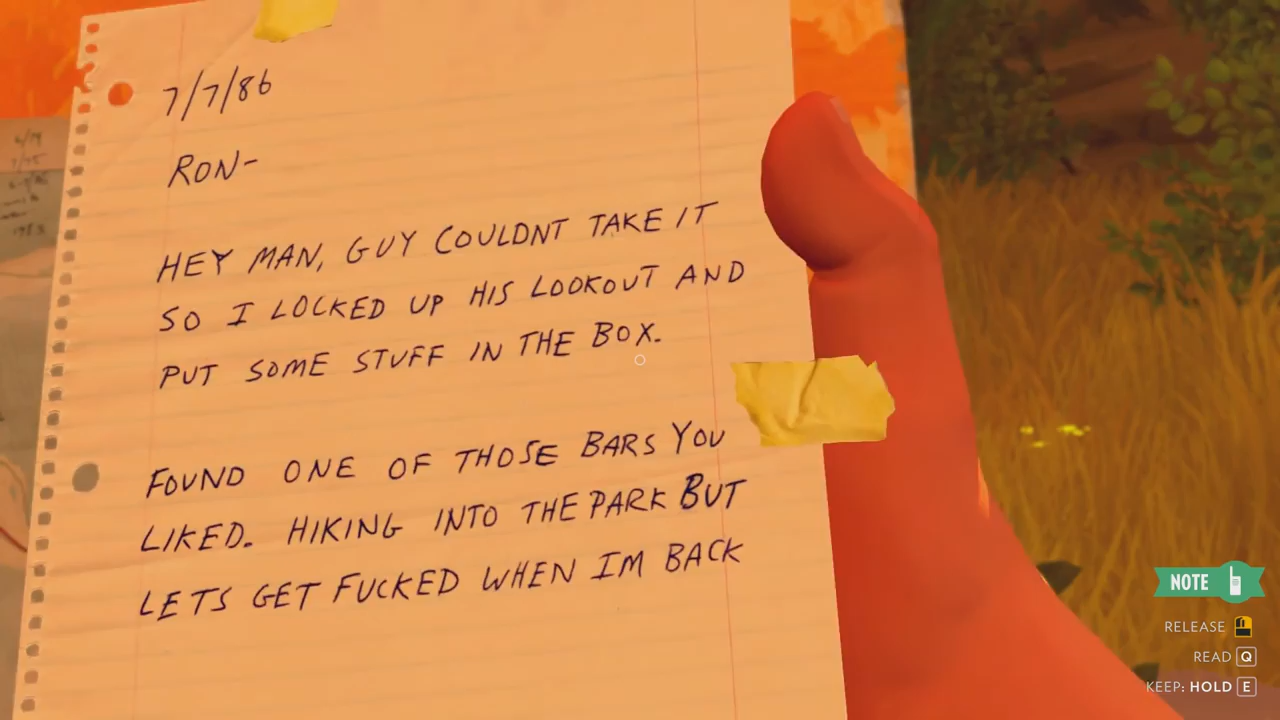 7/7/86
RON-
HEY MAN, GUY COULDNT TAKE IT
SO I LOCKED UP HIS LOOKOUT AND
PUT SOME STUFF IN THE BOX.
FOUND ONE OF THOSE BARS YOU
LIKED. HIKING INTO THE PARK BUT
LETS GET FUCKED WHEN IM BACK
NOTE
RELEASE
READ Q
KEEP: HOLD E